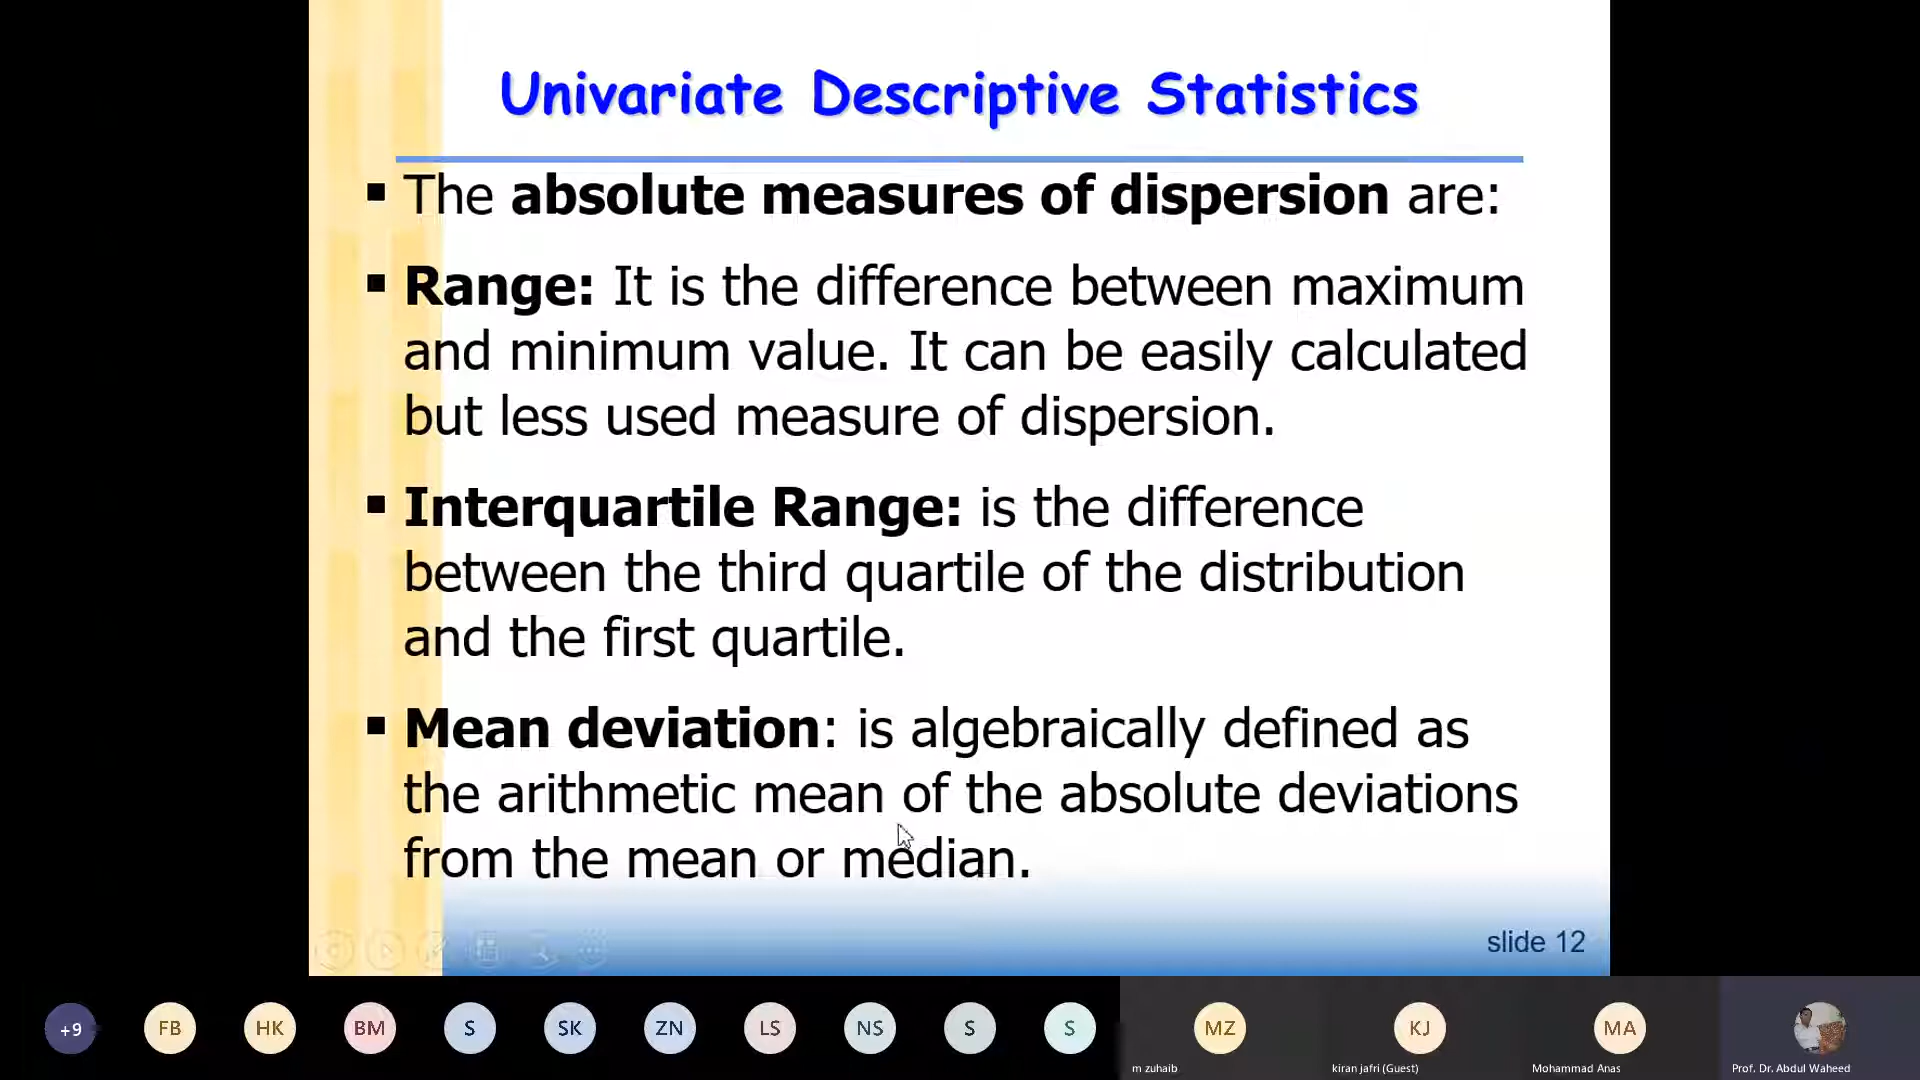 Univariate Descriptive Statistics
▪ The absolute measures of dispersion are:
▪ Range: It is the difference between maximum
and minimum value. It can be easily calculated
but less used measure of dispersion.
▪ Interquartile Range: is the difference
between the third quartile of the distribution
and the first quartile.
▪ Mean deviation: is algebraically defined as
the arithmetic mean of the absolute deviations
from the mean or median.
slide 12
+9 FB HK BM S SK ZN LS NS S S MZ KJ MA
m zuhaib kiran jafri (Guest) Mohammad Anas Prof. Dr. Abdul Waheed